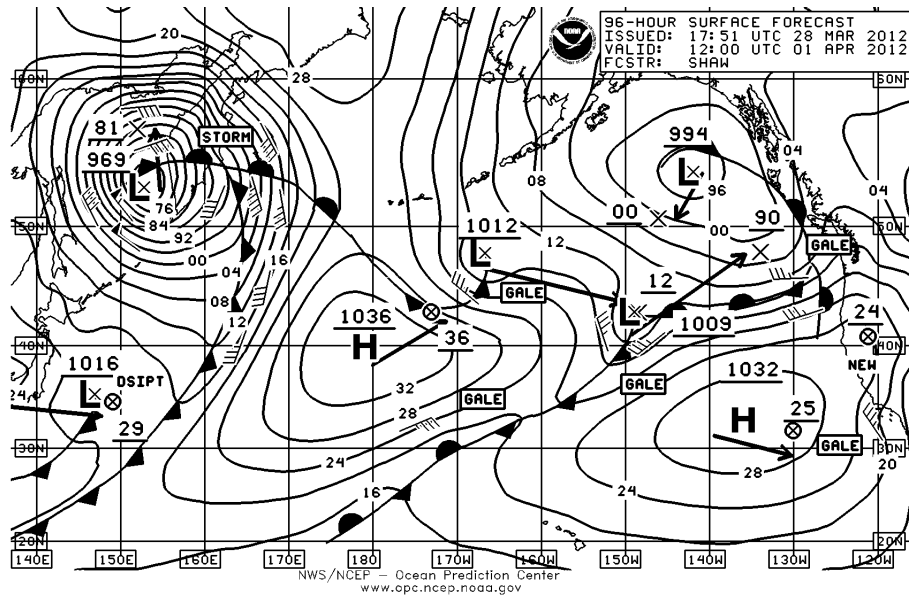 96-HOUR SURFACE FORECAST
ISSUED: 17:51 UTC 28 MAR 2012
VALID: 12:00 UTC 01 APR 2012
FCSTR: SHAW
NOAA
20
28
60N
60N
81
STORM
969
L
76
84
92
00
04
08
12
16
50N
50N
994
L
96
04
04
08
00
00
90
1012
L
12
GALE
GALE
12
L
1009
24
NEW
08
1036
H
36
40N
40N
1016
L
DSIPT
24
29
32
28
24
16
GALE
GALE
1032
H
25
GALE
28
24
20
30N
30N
20N
20N
140E
150E
160E
170E
180
170W
160W
150W
140W
130W
120W
NWS/NCEP – Ocean Prediction Center
www.opc.ncep.noaa.gov